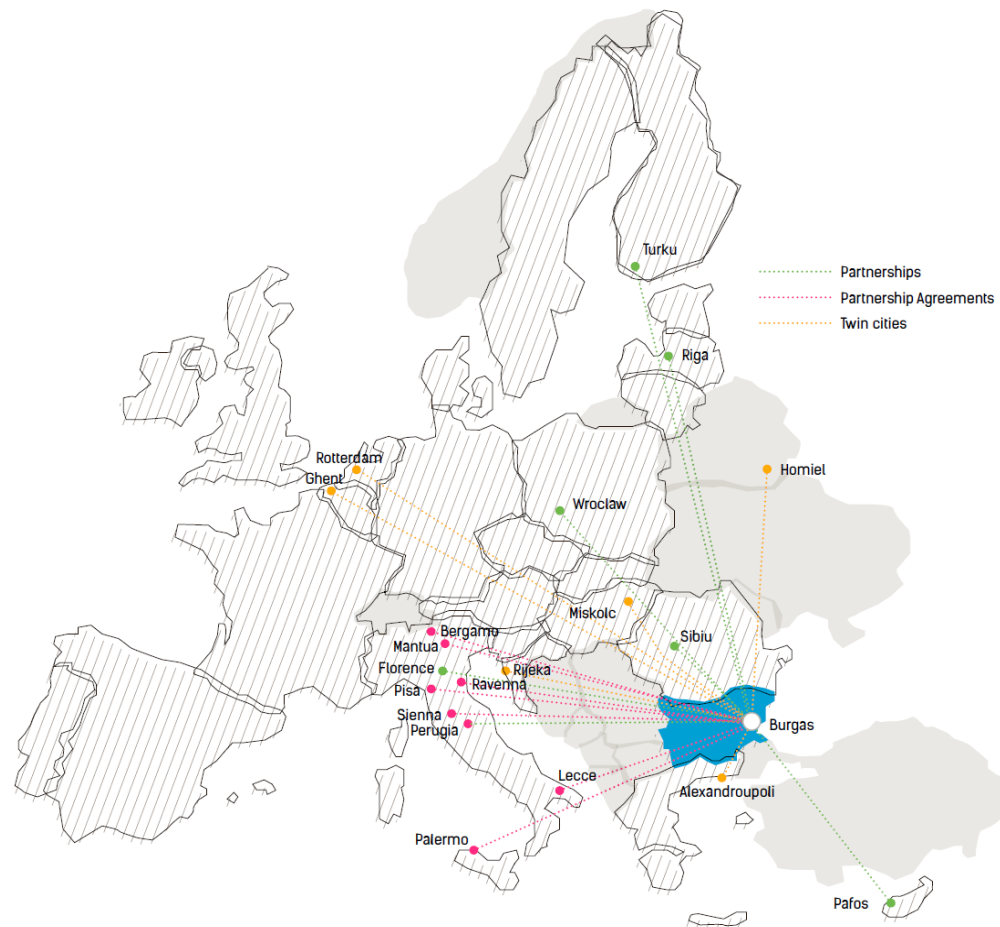 Turku
Partnerships
Partnership Agreements
Twin cities
Riga
Rotterdam
Ghent
Homiel
Wrocław
Miskolc
Bergamo
Mantua
Sibiu
Florence
Rijeka
Pisa
Ravenna
Sienna
Perugia
Burgas
Lecce
Alexandroupoli
Palermo
Pafos